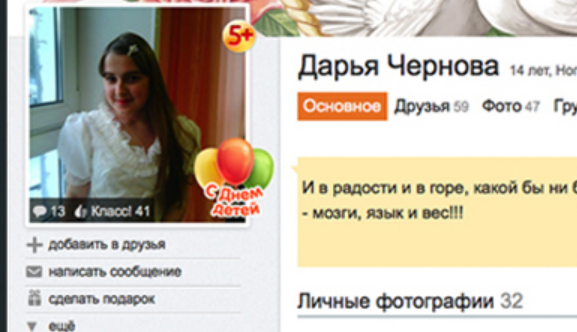 5+
Дарья Чернова 14 лет,
Основное Друзья 59 Фото 47
С Днем
детей
13 Класс! 41
И в радости и в горе, какой бы ни
- мозги, язык и вес!!!
добавить в друзья
написать сообщение
сделать подарок
ещё
Личные фотографии 32